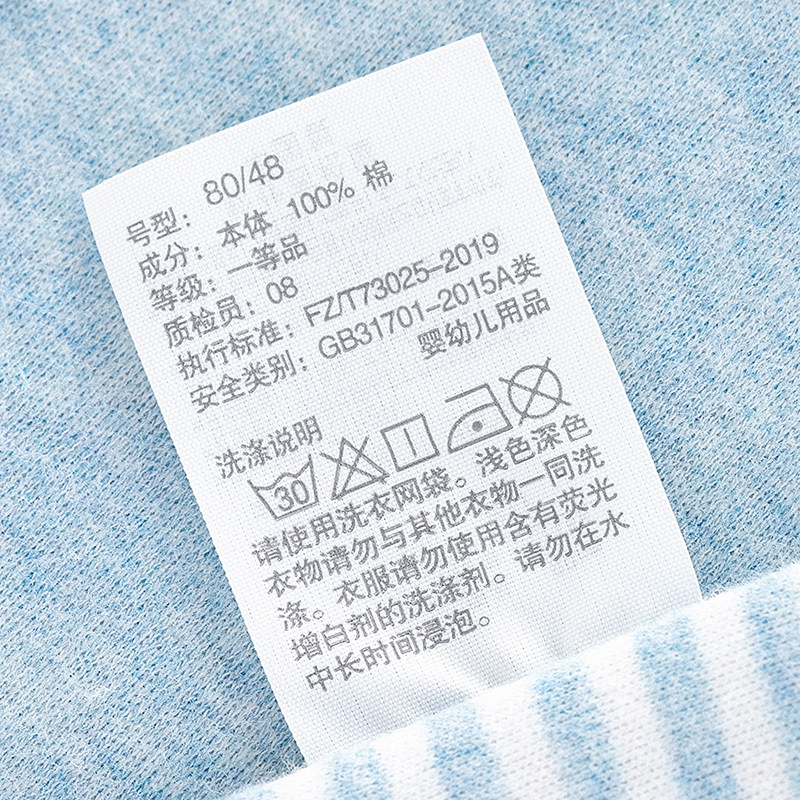 号型：80/48
成分：本体 100% 棉
等级：一等品
质检员：08
执行标准：FZ/T73025-2019
安全类别：GB31701-2015A类
婴幼儿用品
洗涤说明
30
请使用洗衣网袋。浅色深色
衣物请勿与其他衣物一同洗
涤。衣服请勿使用含有荧光
增白剂的洗涤剂。请勿在水
中长时间浸泡。